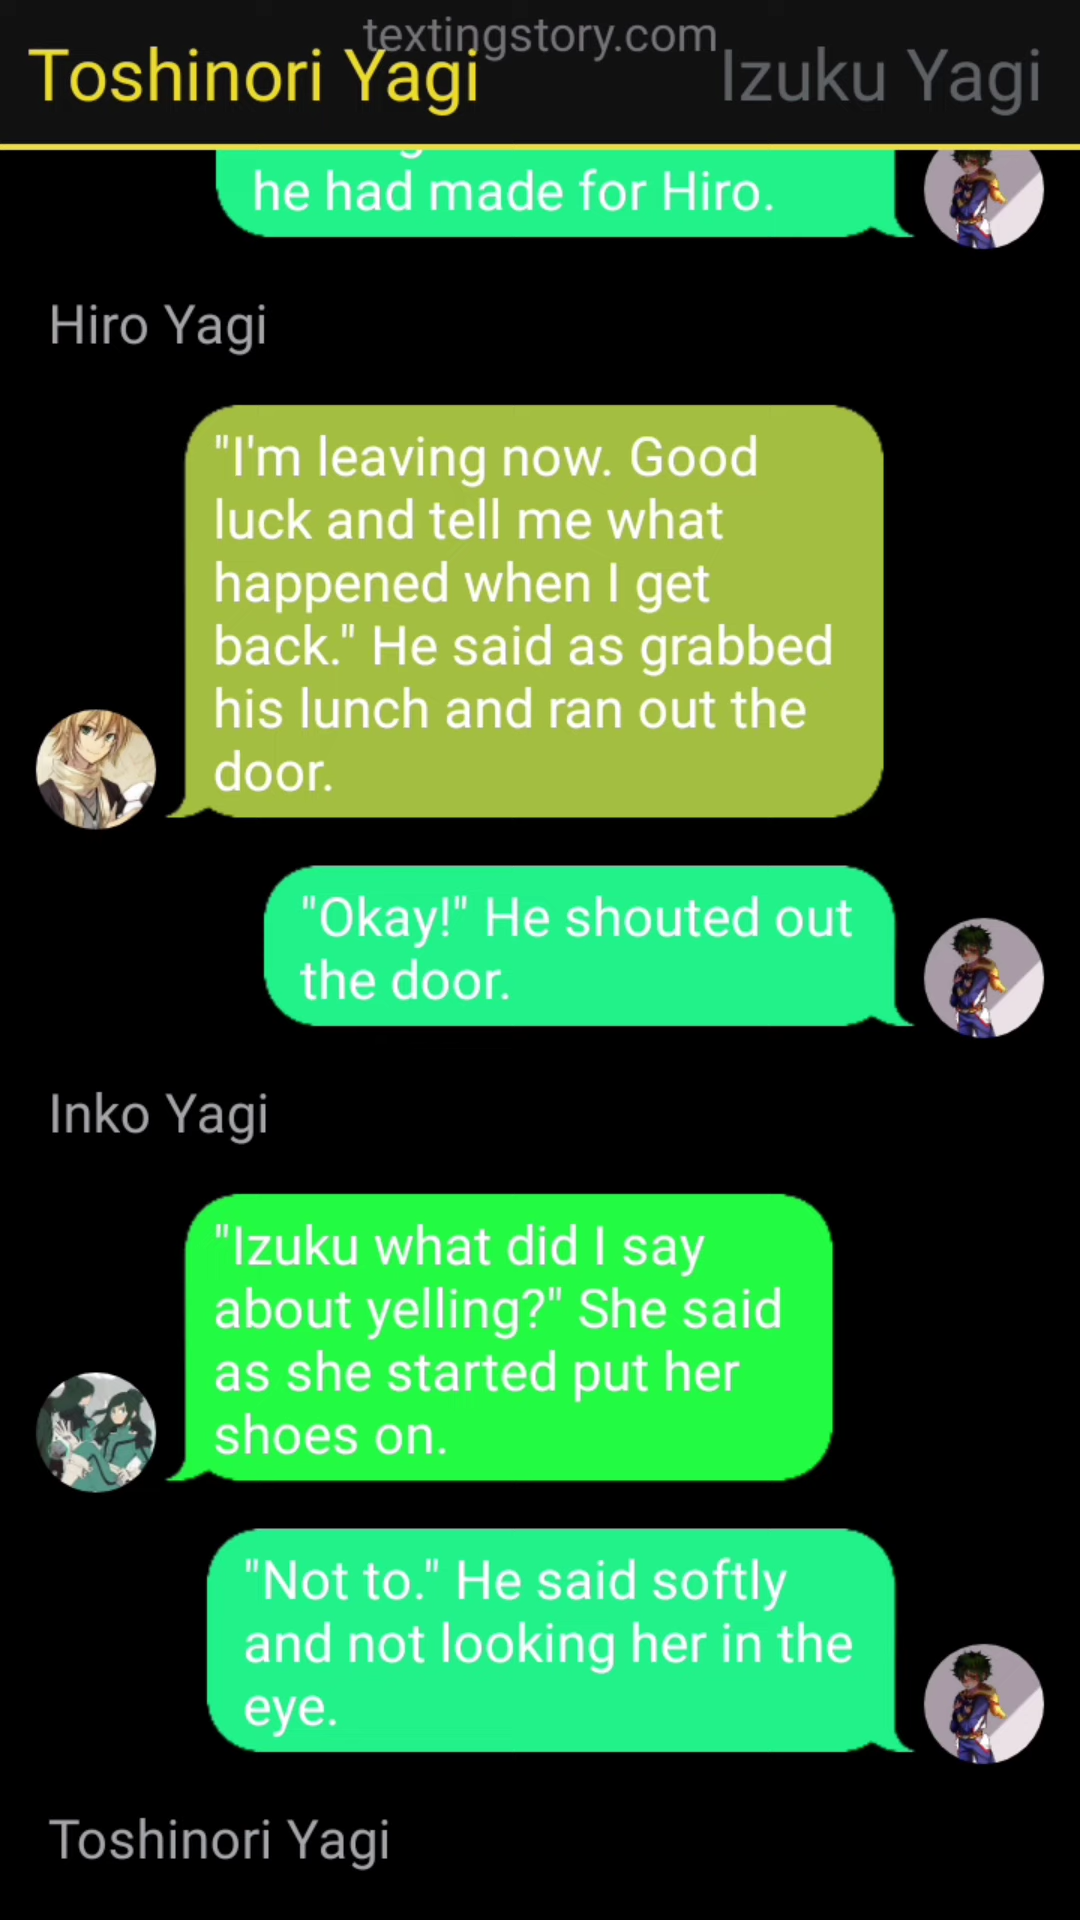 textingstory.com
Toshinori Yagi
Izuku Yagi
he had made for Hiro.
Hiro Yagi
"I'm leaving now. Good
luck and tell me what
happened when I get
back." He said as grabbed
his lunch and ran out the
door.
"Okay!" He shouted out
the door.
Inko Yagi
"Izuku what did I say
about yelling?" She said
as she started put her
shoes on.
"Not to." He said softly
and not looking her in the
eye.
Toshinori Yagi